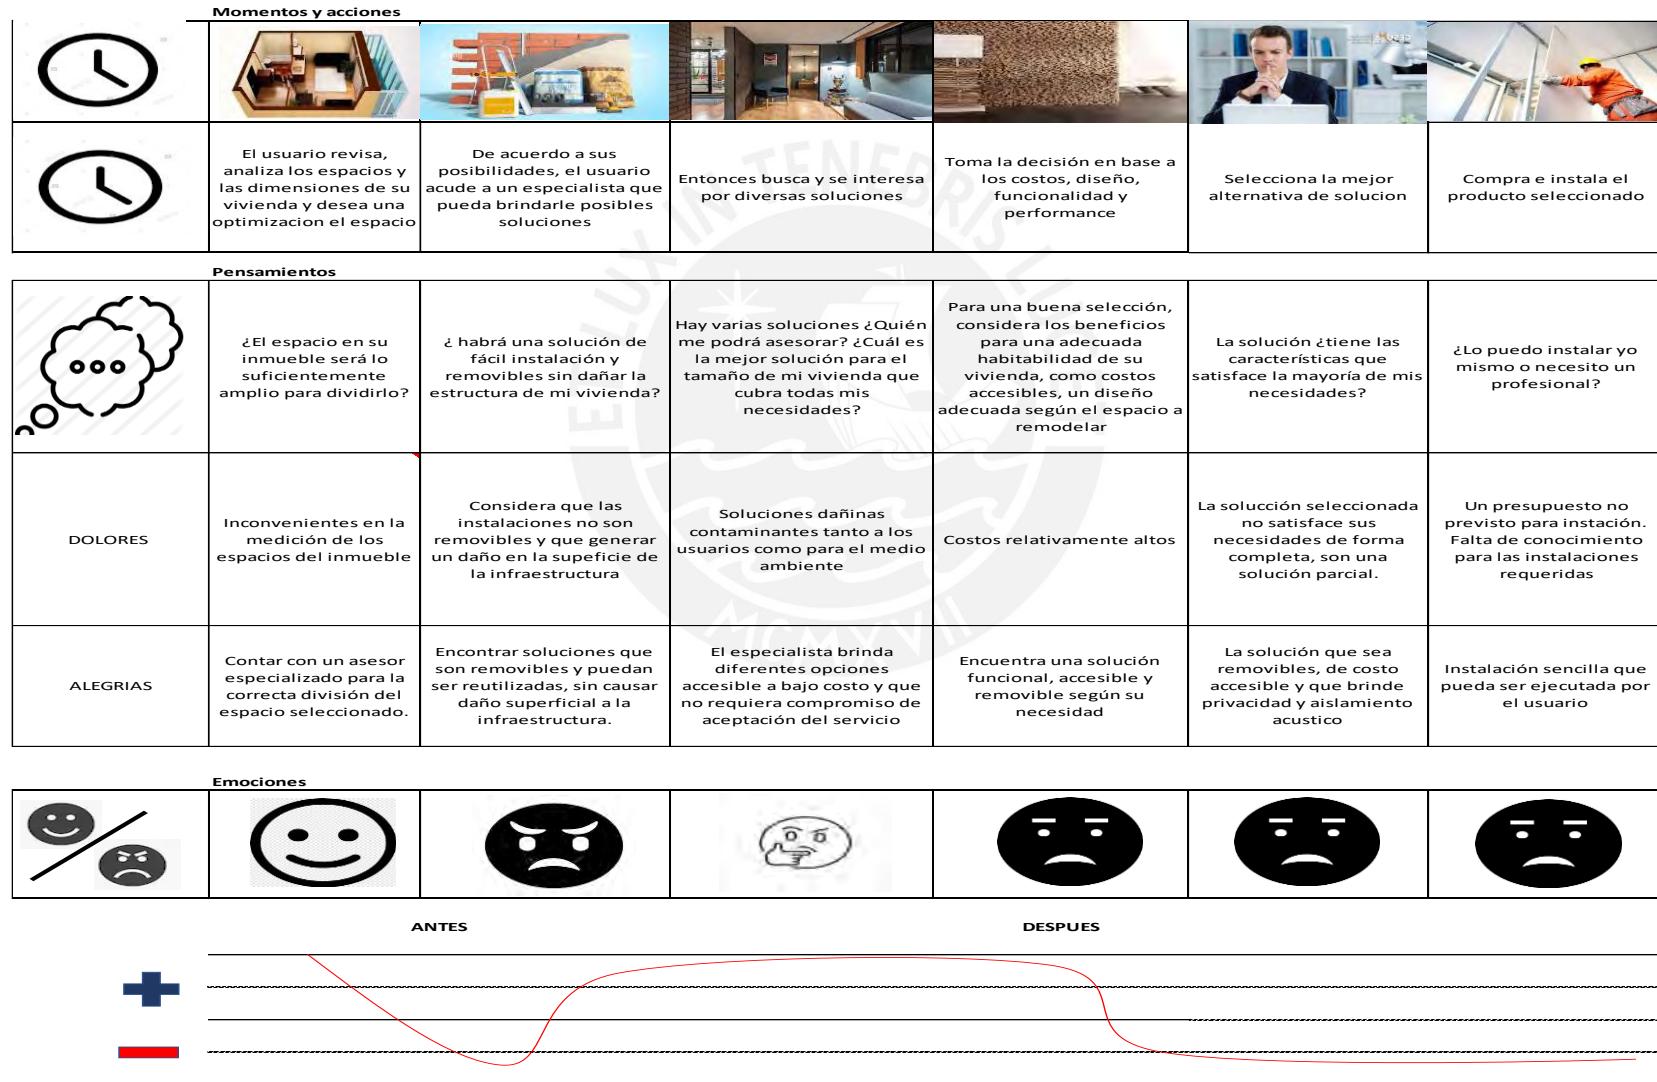 Momentos y acciones
El usuario revisa,
analiza los espacios y
las dimensiones de su
vivienda y desea una
optimizacion el espacio
De acuerdo a sus
posibilidades, el usuario
acude a un especialista que
pueda brindarle posibles
soluciones
Entonces busca y se interesa
por diversas soluciones
Toma la decisión en base a
los costos, diseño,
funcionalidad y
performance
Selecciona la mejor
alternativa de solucion
Compra e instala el
producto seleccionado
Pensamientos
¿El espacio en su
inmueble será lo
suficientemente
amplio para dividirlo?
¿ habrá una solución de
fácil instalación y
removibles sin dañar la
estructura de mi vivienda?
Hay varias soluciones ¿Quién
me podrá asesorar? ¿Cuál es
la mejor solución para el
tamaño de mi vivienda que
cubra todas mis
necesidades?
Para una buena selección,
considera los beneficios
para una adecuada
habitabilidad de su
vivienda, como costos
accesibles, un diseño
adecuada según el espacio a
remodelar
La solución ¿tiene las
características que
satisface la mayoría de mis
necesidades?
¿Lo puedo instalar yo
mismo o necesito un
profesional?
DOLORES
Inconvenientes en la
medición de los
espacios del inmueble
Considera que las
instalaciones no son
removibles y que generar
un daño en la supeficie de
la infraestructura
Soluciones dañinas
contaminantes tanto a los
usuarios como para el medio
ambiente
Costos relativamente altos
La solucción seleccionada
no satisface sus
necesidades de forma
completa, son una
solución parcial.
Un presupuesto no
previsto para instación.
Falta de conocimiento
para las instalaciones
requeridas
ALEGRIAS
Contar con un asesor
especializado para la
correcta división del
espacio seleccionado.
Encontrar soluciones que
son removibles y puedan
ser reutilizadas, sin causar
daño superficial a la
infraestructura.
El especialista brinda
diferentes opciones
accesible a bajo costo y que
no requiera compromiso de
aceptación del servicio
Encuentra una solución
funcional, accesible y
removible según su
necesidad
La solución que sea
removibles, de costo
accesible y que brinde
privacidad y aislamiento
acustico
Instalación sencilla que
pueda ser ejecutada por
el usuario
Emociones
ANTES
DESPUES
ET LUX IN TENEBRIS LUCET
MCMXVII